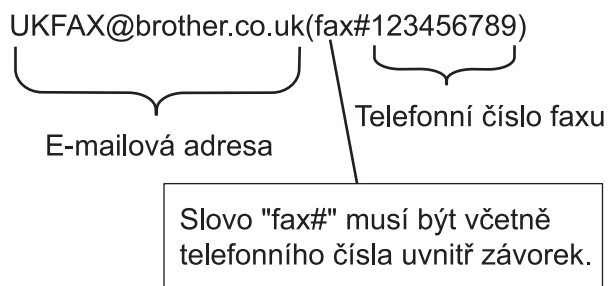 UKFAX@brother.co.uk(fax#123456789)
Telefonní číslo faxu
E-mailová adresa
Slovo "fax#" musí být včetně
telefonního čísla uvnitř závorek.